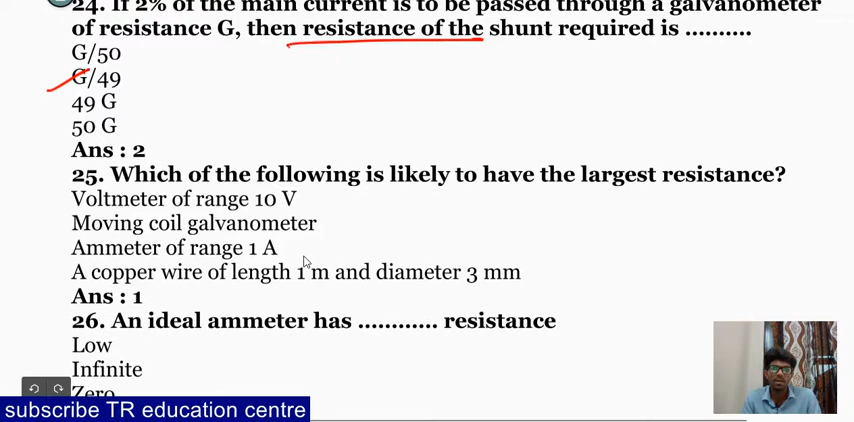 24. If 2% of the main current is to be passed through a galvanometer
of resistance G, then resistance of the shunt required is ..........
G/50
G/49
49 G
50 G
Ans : 2
25. Which of the following is likely to have the largest resistance?
Voltmeter of range 10 V
Moving coil galvanometer
Ammeter of range 1 A
A copper wire of length 1 m and diameter 3 mm
Ans : 1
26. An ideal ammeter has ............ resistance
Low
Infinite
Zero
subscribe TR education centre